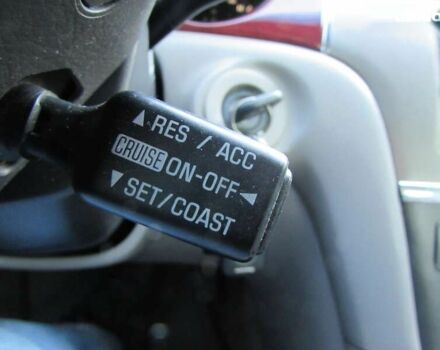 ▲ RES / ACC
CRUISE ON-OFF ◄
▼ SET/COAST